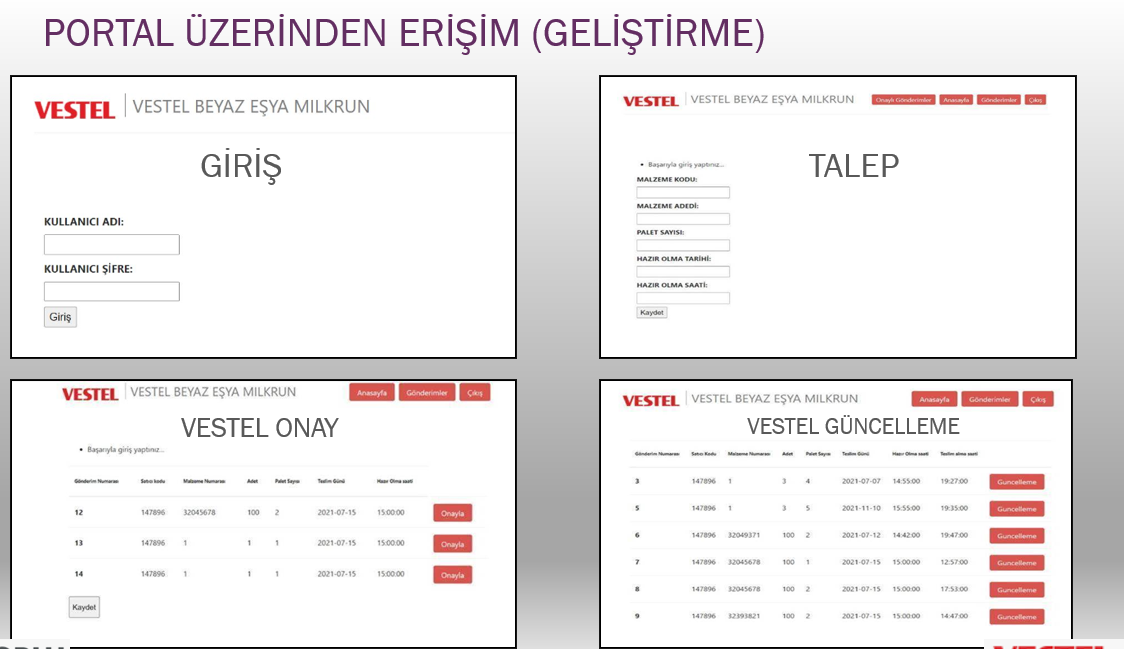 PORTAL ÜZERİNDEN ERİŞİM (GELİŞTİRME)
VESTEL VESTEL BEYAZ EŞYA MILKRUN
GİRİŞ
KULLANICI ADI:
KULLANICI ŞİFRE:
Giriş
VESTEL VESTEL BEYAZ EŞYA MILKRUN Onaylı Gönderimler Anasayfa Gönderimler Çıkış
TALEP
• Başarıyla giriş yaptınız...
MALZEME KODU:
MALZEME ADEDİ:
PALET SAYISI:
HAZIR OLMA TARİHİ:
HAZIR OLMA SAATİ:
Kaydet
VESTEL VESTEL BEYAZ EŞYA MILKRUN Anasayfa Gönderimler Çıkış
VESTEL ONAY
• Başarıyla giriş yaptınız...
Gönderim Numarası Satıcı kodu Malzeme Numarası Adet Palet Sayısı Teslim Günü Hazır Olma saati
12 147896 32045678 100 2 2021-07-15 15:00:00 Onayla
13 147896 1 1 1 2021-07-15 15:00:00 Onayla
14 147896 1 1 1 2021-07-15 15:00:00 Onayla
Kaydet
VESTEL VESTEL BEYAZ EŞYA MILKRUN Anasayfa Gönderimler Çıkış
VESTEL GÜNCELLEME
Gönderim Numarası Satıcı Kodu Malzeme Numarası Adet Palet Sayısı Teslim Günü Hazır Olma saati Teslim alma saati
3 147896 1 3 4 2021-07-07 14:55:00 19:27:00 Guncelleme
5 147896 1 3 5 2021-11-10 15:55:00 19:35:00 Guncelleme
6 147896 32049371 100 2 2021-07-12 14:42:00 19:47:00 Guncelleme
7 147896 32045678 100 1 2021-07-15 15:00:00 12:57:00 Guncelleme
8 147896 32045678 100 2 2021-07-15 15:00:00 17:53:00 Guncelleme
9 147896 32393821 100 2 2021-07-15 15:00:00 14:47:00 Guncelleme
VESTEL